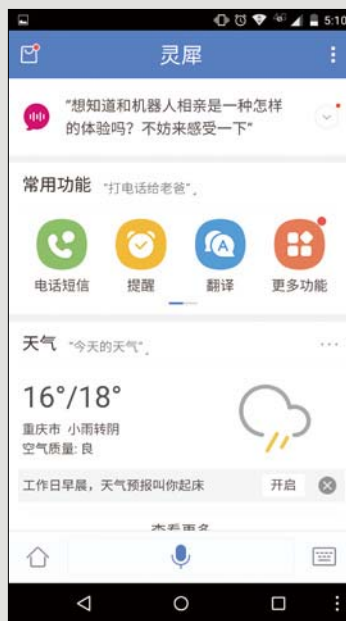 5:10
灵犀
"想知道和机器人相亲是一种怎样
的体验吗？不妨来感受一下"
常用功能 "打电话给老爸"。
电话短信 提醒 翻译 更多功能
天气 "今天的天气"。
16°/18°
重庆市 小雨转阴
空气质量: 良
工作日早晨，天气预报叫你起床 开启
查看更多